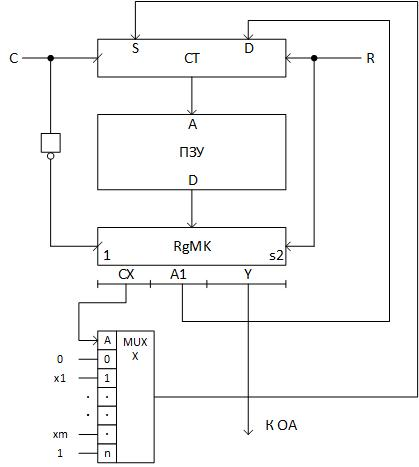 S D
C CT R
A
ПЗУ
D
1 RgMK s2
CX A1 Y
A MUX
0 0 X
x1 1
· ·
· ·
xm ·
1 n
К ОА